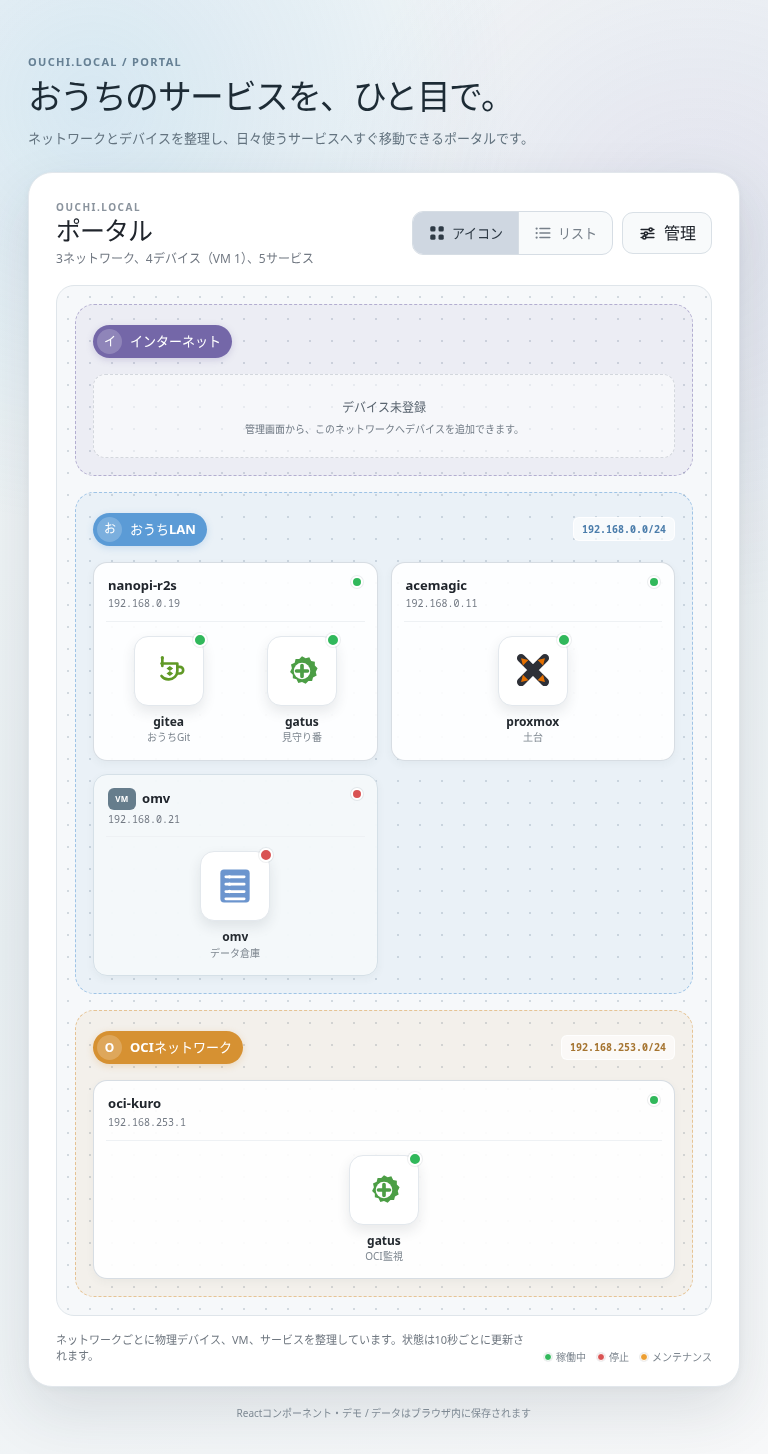 OUCHI.LOCAL / PORTAL
おうちのサービスを、ひと目で。
ネットワークとデバイスを整理し、日々使うサービスへすぐ移動できるポータルです。
OUCHI.LOCAL
ポータル
3ネットワーク、4デバイス（VM 1）、5サービス
アイコン
リスト
管理
イ インターネット
デバイス未登録
管理画面から、このネットワークへデバイスを追加できます。
お おうちLAN
192.168.0.0/24
nanopi-r2s
192.168.0.19
gitea
おうちGit
gatus
見守り番
acemagic
192.168.0.11
proxmox
土台
VM omv
192.168.0.21
omv
データ倉庫
O OCIネットワーク
192.168.253.0/24
oci-kuro
192.168.253.1
gatus
OCI監視
ネットワークごとに物理デバイス、VM、サービスを整理しています。状態は10秒ごとに更新さ
れます。
稼働中 停止 メンテナンス
Reactコンポーネント・デモ / データはブラウザ内に保存されます